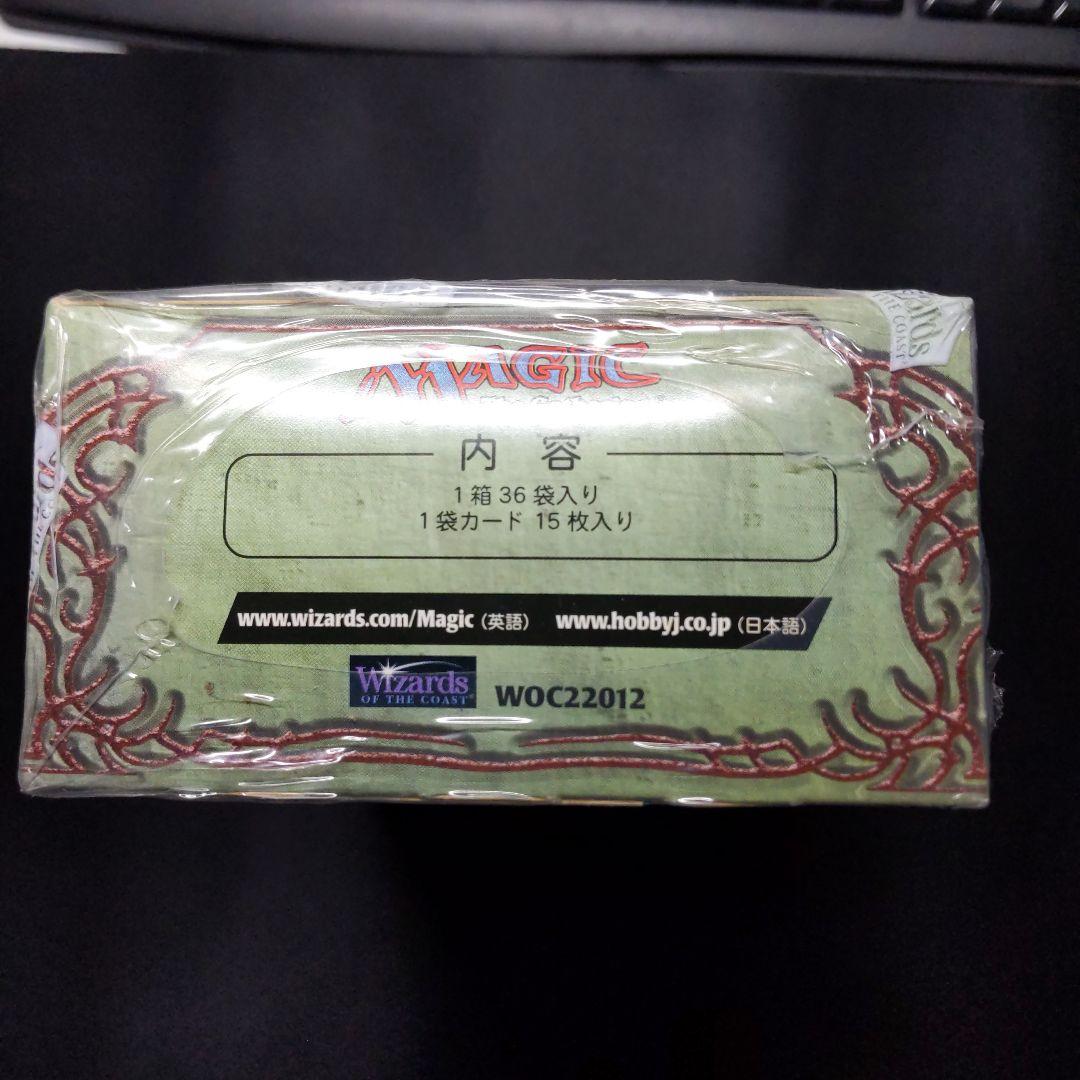 MAGIC
内 容
1箱36袋入り
1袋カード 15枚入り
www.wizards.com/Magic (英語) www.hobbyj.co.jp (日本語)
Wizards
OF THE COAST
WOC22012